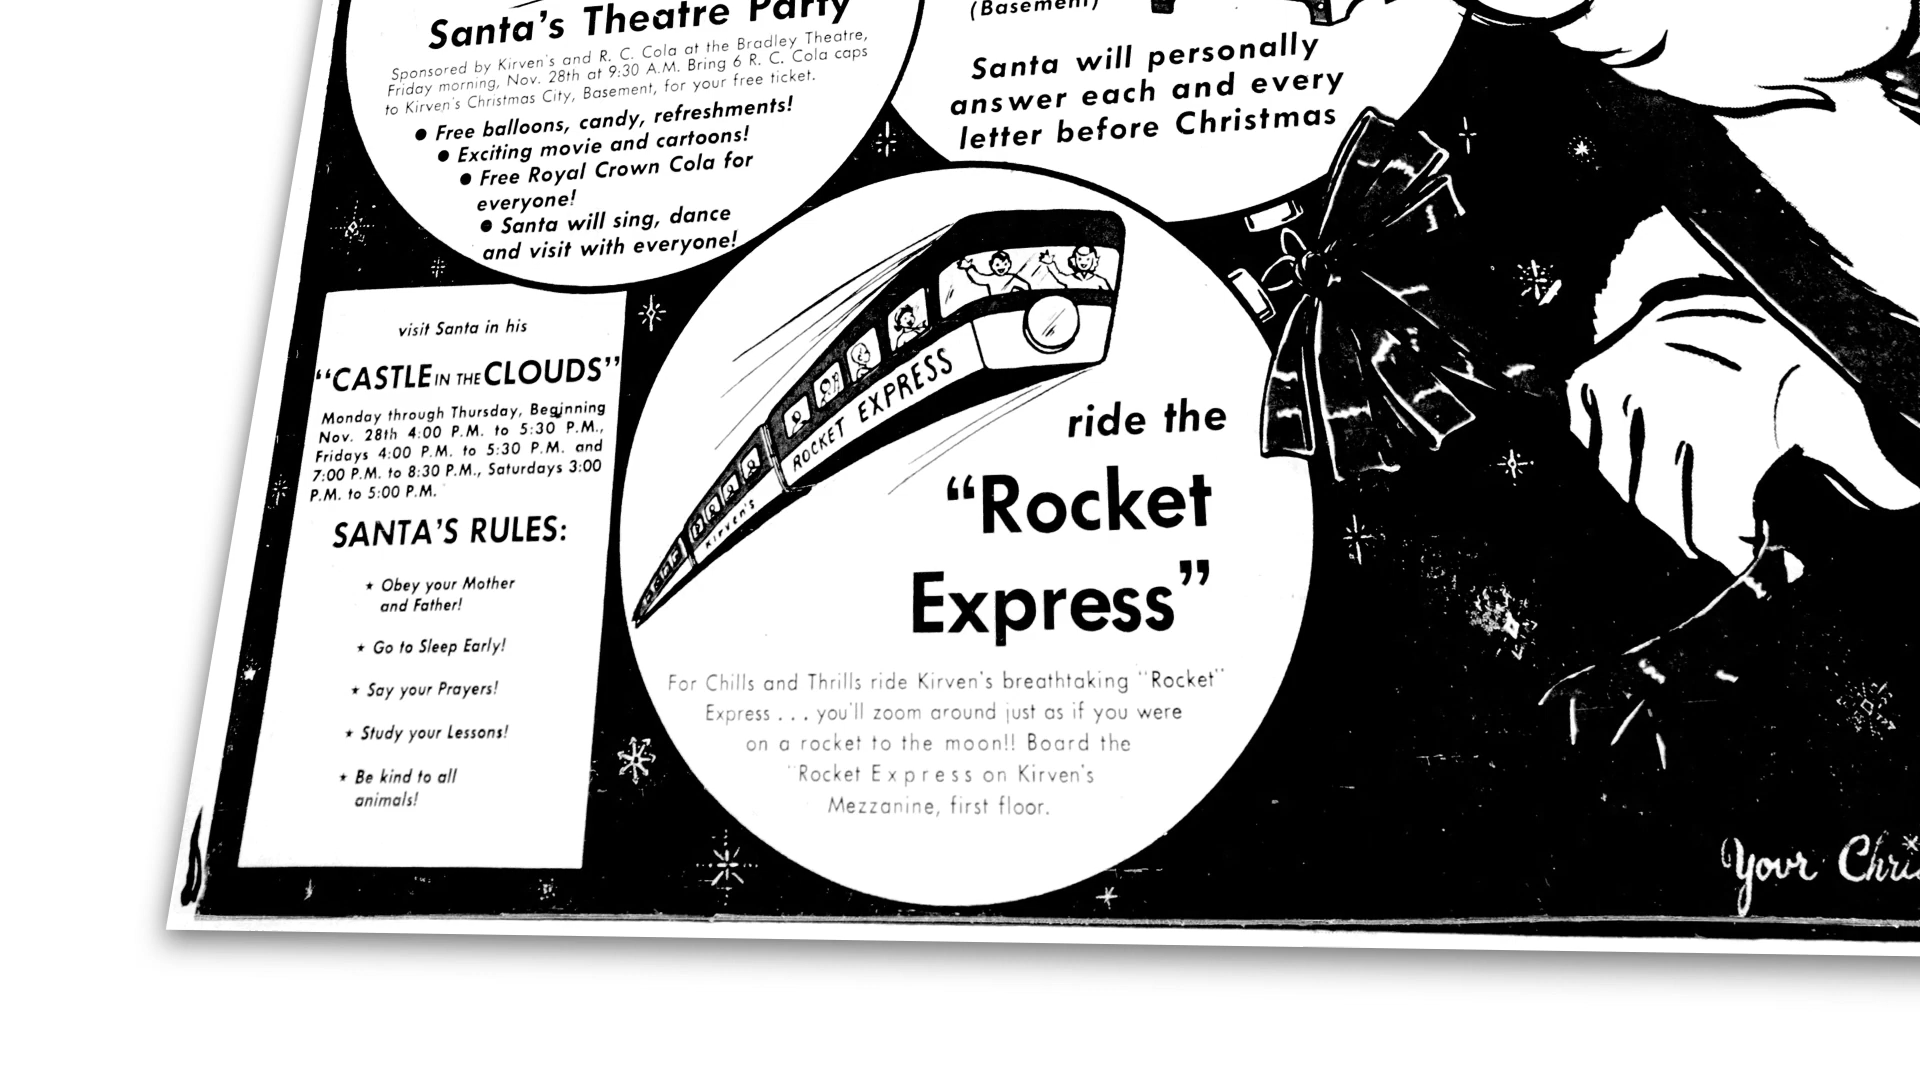 Santa's Theatre Party
Sponsored by Kirven's and R. C. Cola at the Bradley Theatre,
Friday morning, Nov. 28th at 9:30 A.M. Bring 6 R. C. Cola caps
to Kirven's Christmas City, Basement, for your free ticket.
● Free balloons, candy, refreshments!
● Exciting movie and cartoons!
● Free Royal Crown Cola for
everyone!
● Santa will sing, dance
and visit with everyone!
(Basement)
Santa will personally
answer each and every
letter before Christmas
visit Santa in his
“CASTLE IN THE CLOUDS”
Monday through Thursday, Beginning
Nov. 28th 4:00 P.M. to 5:30 P.M.,
Fridays 4:00 P.M. to 5:30 P.M. and
7:00 P.M. to 8:30 P.M., Saturdays 3:00
P.M. to 5:00 P.M.
SANTA'S RULES:
★ Obey your Mother
and Father!
★ Go to Sleep Early!
★ Say your Prayers!
★ Study your Lessons!
★ Be kind to all
animals!
ROCKET EXPRESS
KIRVEN'S
ride the
“Rocket
Express”
For Chills and Thrills ride Kirven's breathtaking "Rocket"
Express . . . you'll zoom around just as if you were
on a rocket to the moon!! Board the
"Rocket Express on Kirven's
Mezzanine, first floor.
Your